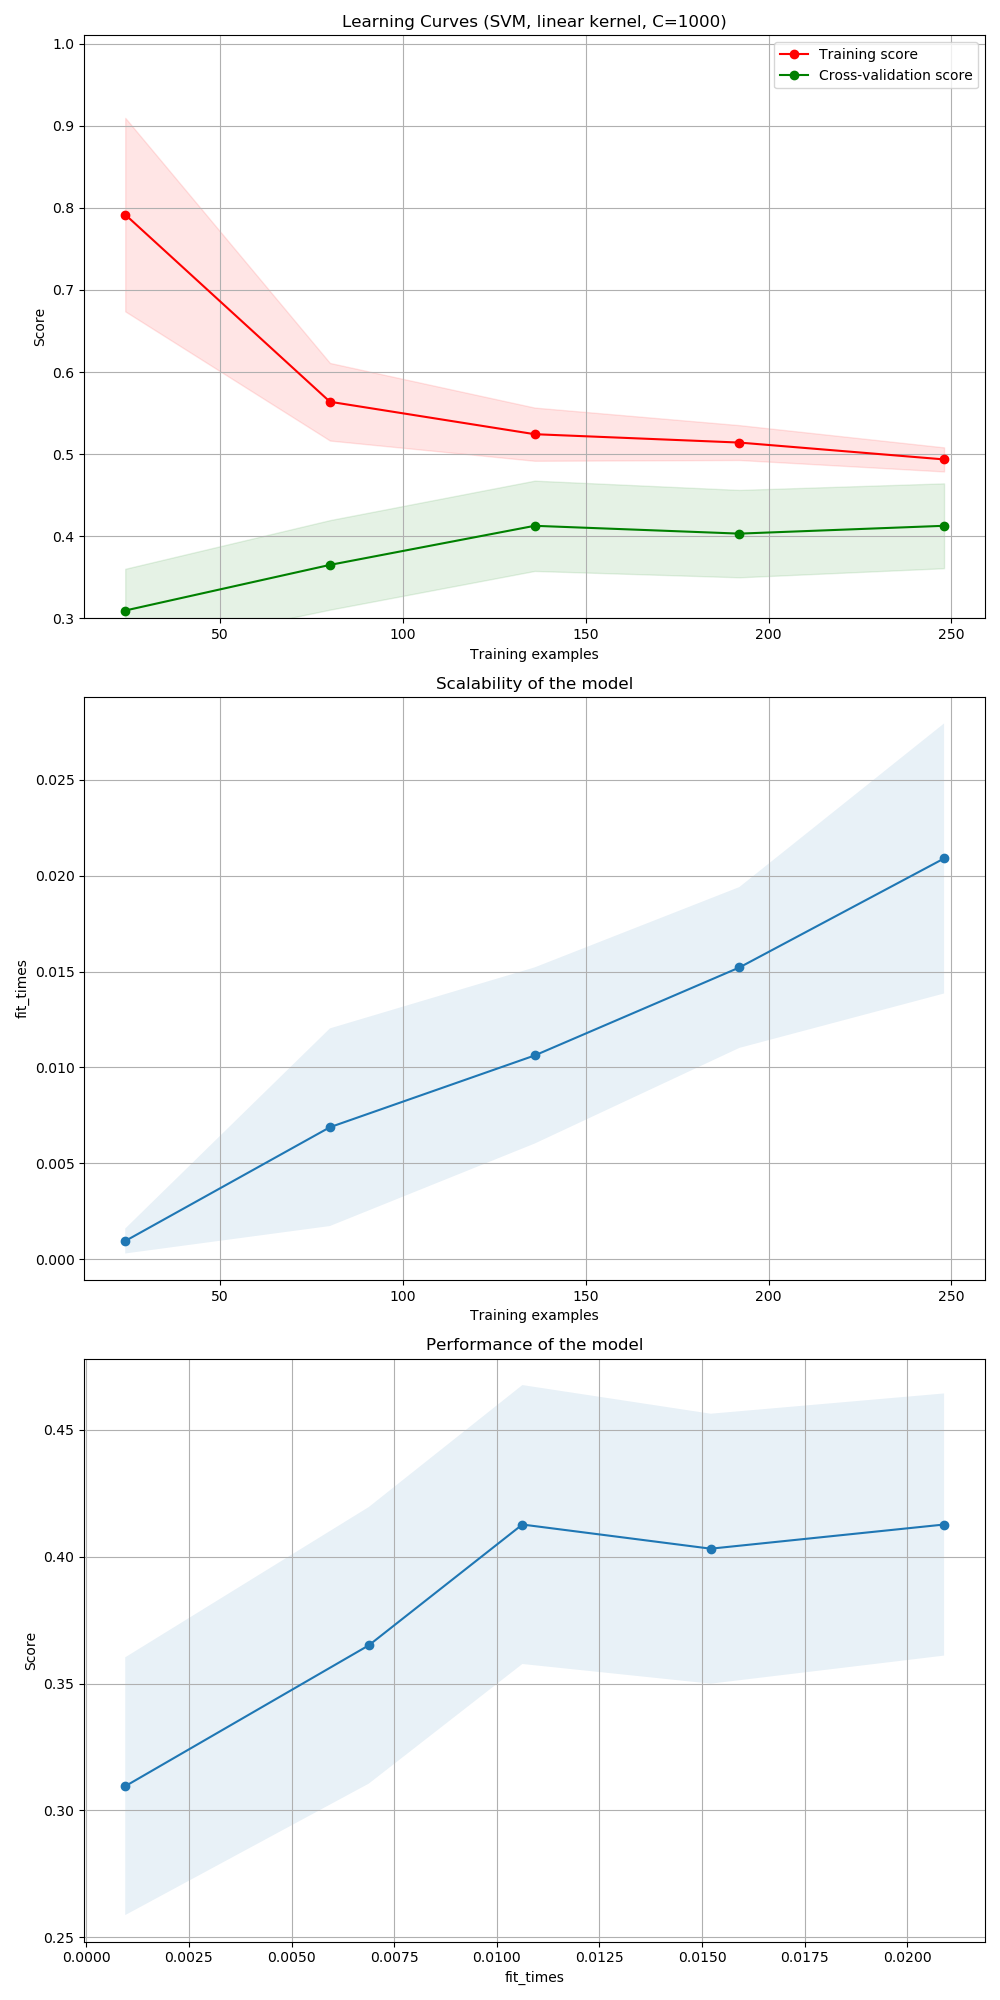 Learning Curves (SVM, linear kernel, C=1000)
Training score
Cross-validation score
1.0
0.9
0.8
0.7
0.6
0.5
0.4
0.3
Score
50 100 150 200 250
Training examples
Scalability of the model
0.025
0.020
0.015
0.010
0.005
0.000
fit_times
50 100 150 200 250
Training examples
Performance of the model
0.45
0.40
0.35
0.30
0.25
Score
0.0000 0.0025 0.0050 0.0075 0.0100 0.0125 0.0150 0.0175 0.0200
fit_times